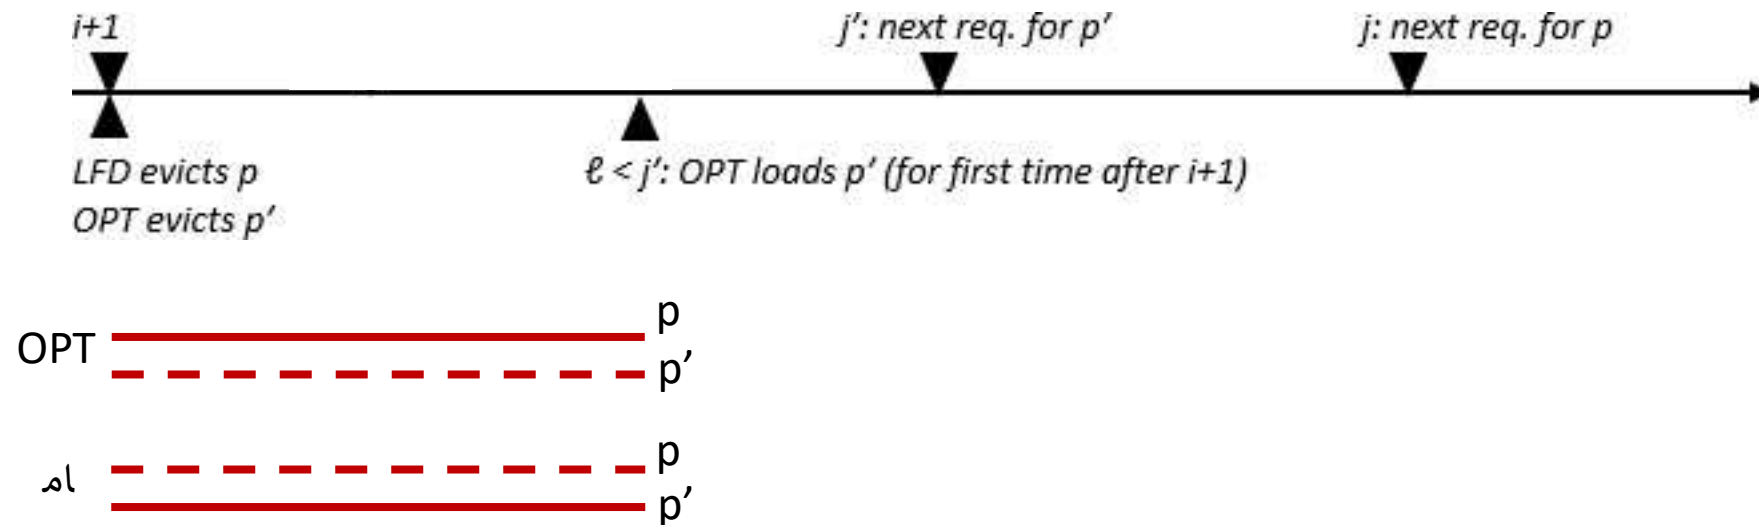 i+1
j′: next req. for p′
j: next req. for p
LFD evicts p
OPT evicts p′
ℓ < j′: OPT loads p′ (for first time after i+1)
OPT
p
p′
p
p′